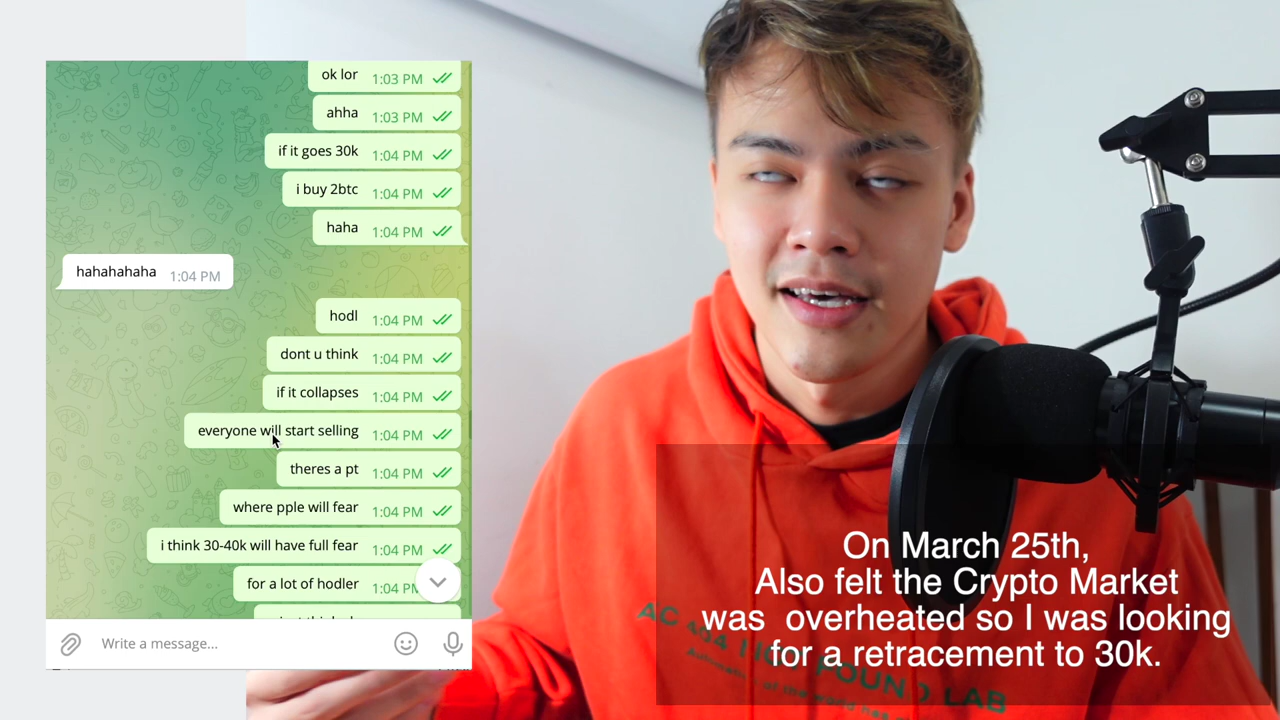 ok lor 1:03 PM
ahha 1:03 PM
if it goes 30k 1:04 PM
i buy 2btc 1:04 PM
haha 1:04 PM
hahahahaha 1:04 PM
hodl 1:04 PM
dont u think 1:04 PM
if it collapses 1:04 PM
everyone will start selling 1:04 PM
theres a pt 1:04 PM
where pple will fear 1:04 PM
i think 30-40k will have full fear 1:04 PM
for a lot of hodler 1:04 PM
Write a message...
On March 25th,
Also felt the Crypto Market
was overheated so I was looking
for a retracement to 30k.
AC 404 NOT FOUND LAB